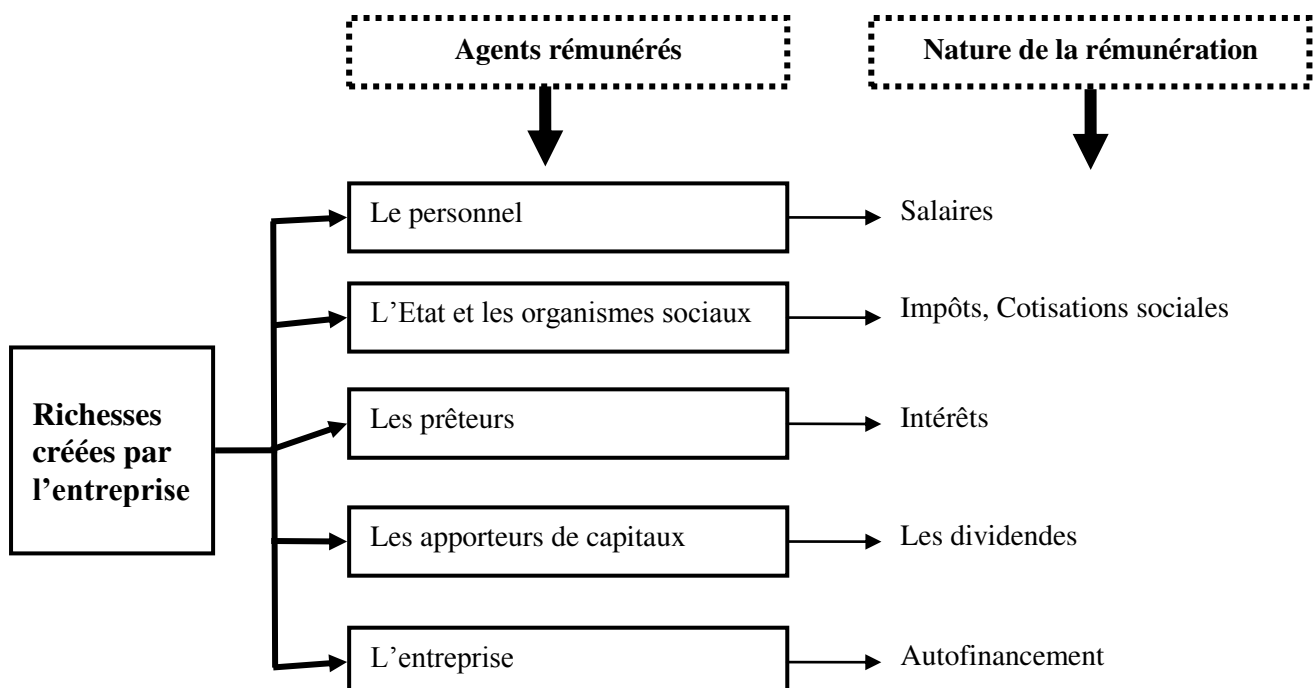 Agents rémunérés
Nature de la rémunération
Le personnel
Salaires
L’Etat et les organismes sociaux
Impôts, Cotisations sociales
Richesses
créées par
l’entreprise
Les prêteurs
Intérêts
Les apporteurs de capitaux
Les dividendes
L’entreprise
Autofinancement